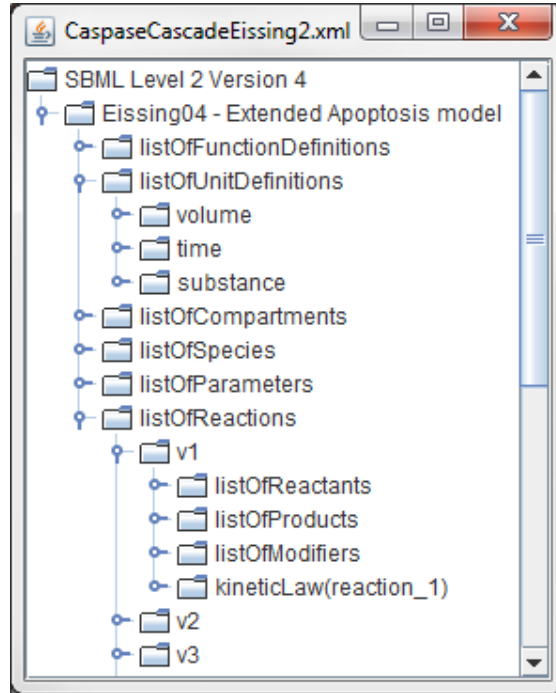 CaspaseCascadeEissing2.xml
SBML Level 2 Version 4
Eissing04 - Extended Apoptosis model
listOfFunctionDefinitions
listOfUnitDefinitions
volume
time
substance
listOfCompartments
listOfSpecies
listOfParameters
listOfReactions
v1
listOfReactants
listOfProducts
listOfModifiers
kineticLaw(reaction_1)
v2
v3